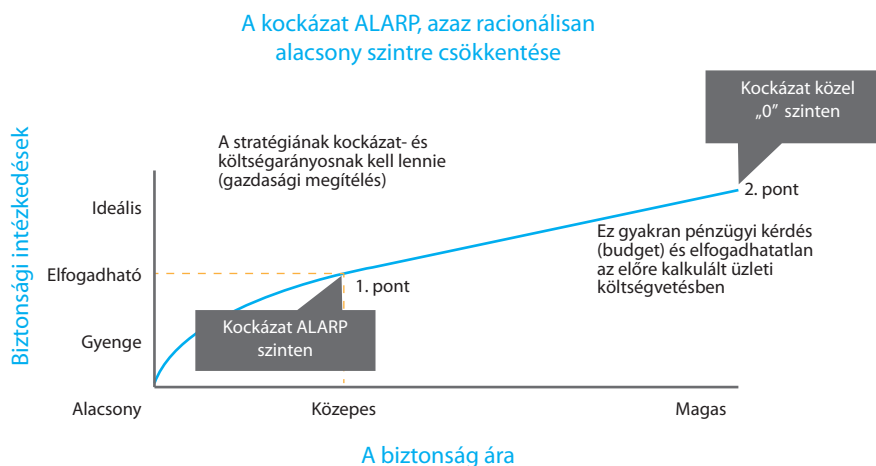 A kockázat ALARP, azaz racionálisan
alacsony szintre csökkentése
Kockázat közel
„0” szinten
A stratégiának kockázat- és
költségarányosnak kell lennie
(gazdasági megítélés)
Biztonsági intézkedések
Ideális
Elfogadható
Gyenge
2. pont
Ez gyakran pénzügyi kérdés
(budget) és elfogadhatatlan
az előre kalkulált üzleti
költségvetésben
1. pont
Kockázat ALARP
szinten
Alacsony
Közepes
Magas
A biztonság ára